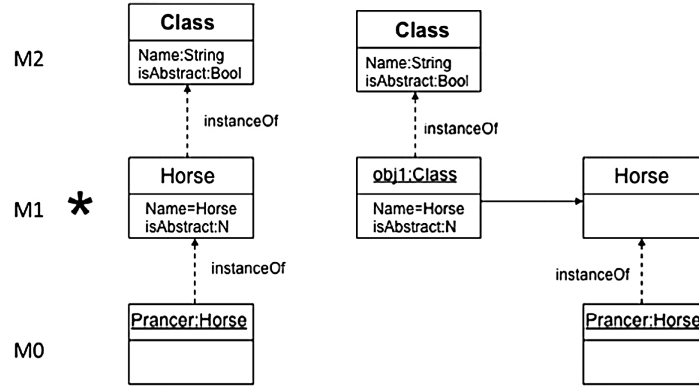 M2
Class
Name:String
isAbstract:Bool
instanceOf
Class
Name:String
isAbstract:Bool
instanceOf
M1
*
Horse
Name=Horse
isAbstract:N
instanceOf
obj1:Class
Name=Horse
isAbstract:N
Horse
instanceOf
M0
Prancer:Horse
Prancer:Horse